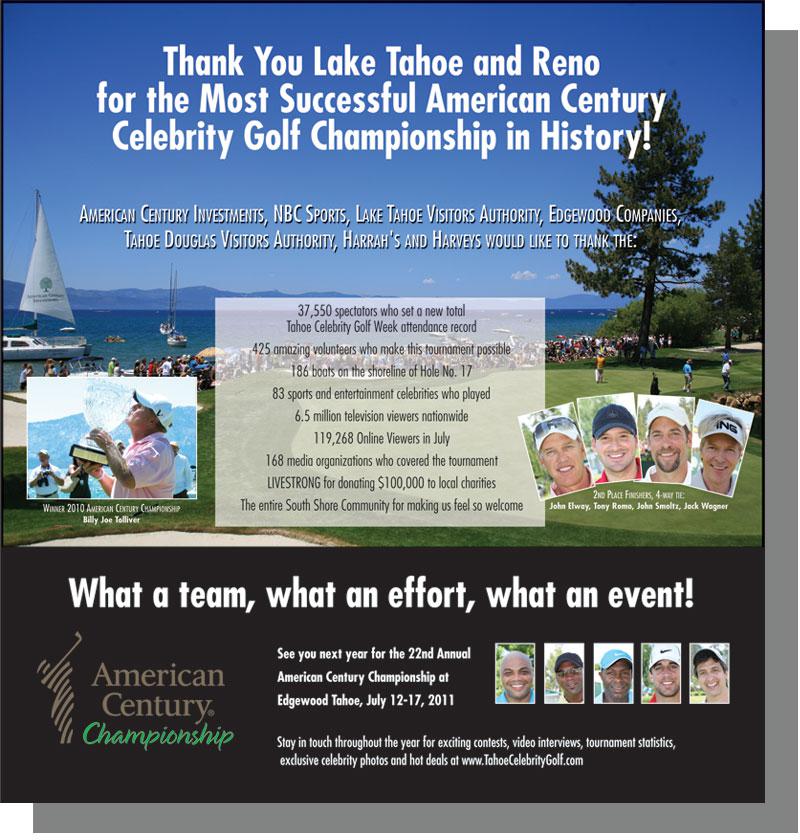 Thank You Lake Tahoe and Reno
for the Most Successful American Century
Celebrity Golf Championship in History!
American Century Investments, NBC Sports, Lake Tahoe Visitors Authority, Edgewood Companies,
Tahoe Douglas Visitors Authority, Harrah's and Harveys would like to thank the:
37,550 spectators who set a new total
Tahoe Celebrity Golf Week attendance record
425 amazing volunteers who make this tournament possible
186 boats on the shoreline of Hole No. 17
83 sports and entertainment celebrities who played
6.5 million television viewers nationwide
119,268 Online Viewers in July
168 media organizations who covered the tournament
LIVESTRONG for donating $100,000 to local charities
The entire South Shore Community for making us feel so welcome
American Century
Investments
Winner 2010 American Century Championship
Billy Joe Tolliver
PING
2nd Place Finishers, 4-way tie:
John Elway, Tony Romo, John Smoltz, Jack Wagner
What a team, what an effort, what an event!
American
Century®
Championship
See you next year for the 22nd Annual
American Century Championship at
Edgewood Tahoe, July 12-17, 2011
Stay in touch throughout the year for exciting contests, video interviews, tournament statistics,
exclusive celebrity photos and hot deals at www.TahoeCelebrityGolf.com